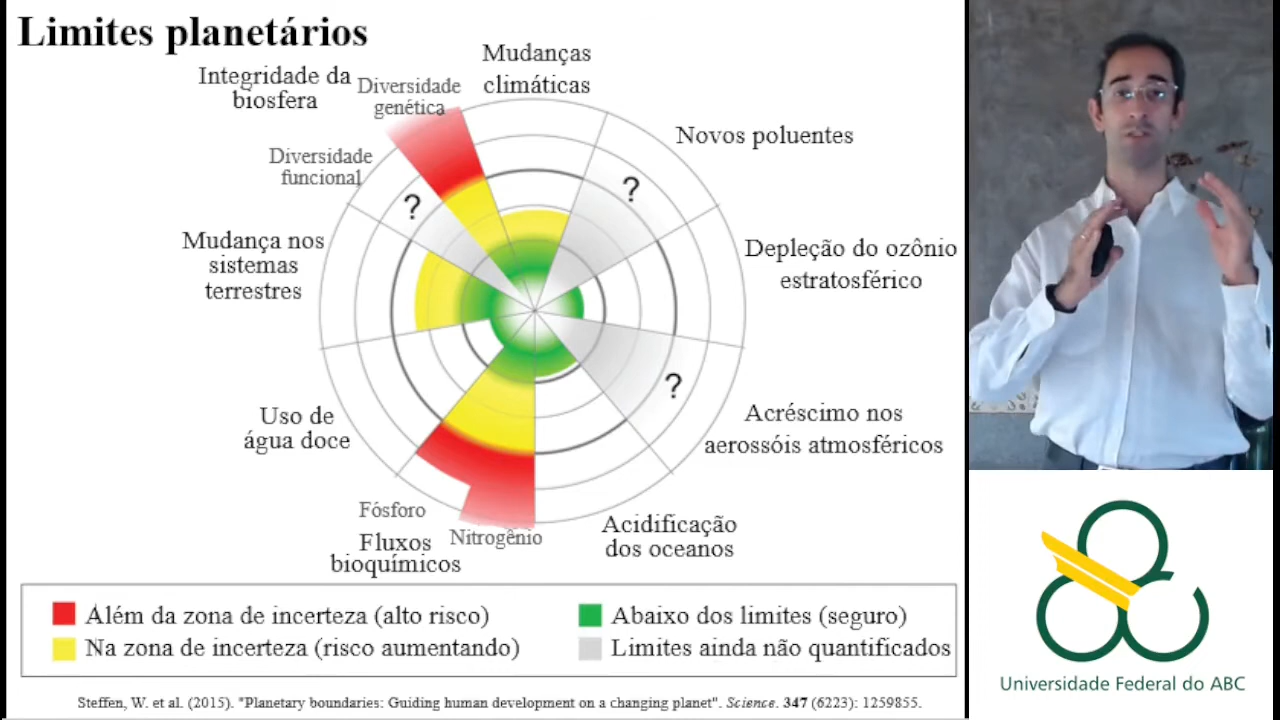 Limites planetários
Mudanças
climáticas
Integridade da
biosfera
Diversidade
genética
Novos poluentes
Diversidade
funcional
?
?
Mudança nos
sistemas
terrestres
Depleção do ozônio
estratosférico
?
Uso de
água doce
Acréscimo nos
aerossóis atmosféricos
Fósforo
Nitrogênio
Fluxos
bioquímicos
Acidificação
dos oceanos
Além da zona de incerteza (alto risco)
Na zona de incerteza (risco aumentando)
Abaixo dos limites (seguro)
Limites ainda não quantificados
Steffen, W. et al. (2015). "Planetary boundaries: Guiding human development on a changing planet". Science. 347 (6223): 1259855.
Universidade Federal do ABC